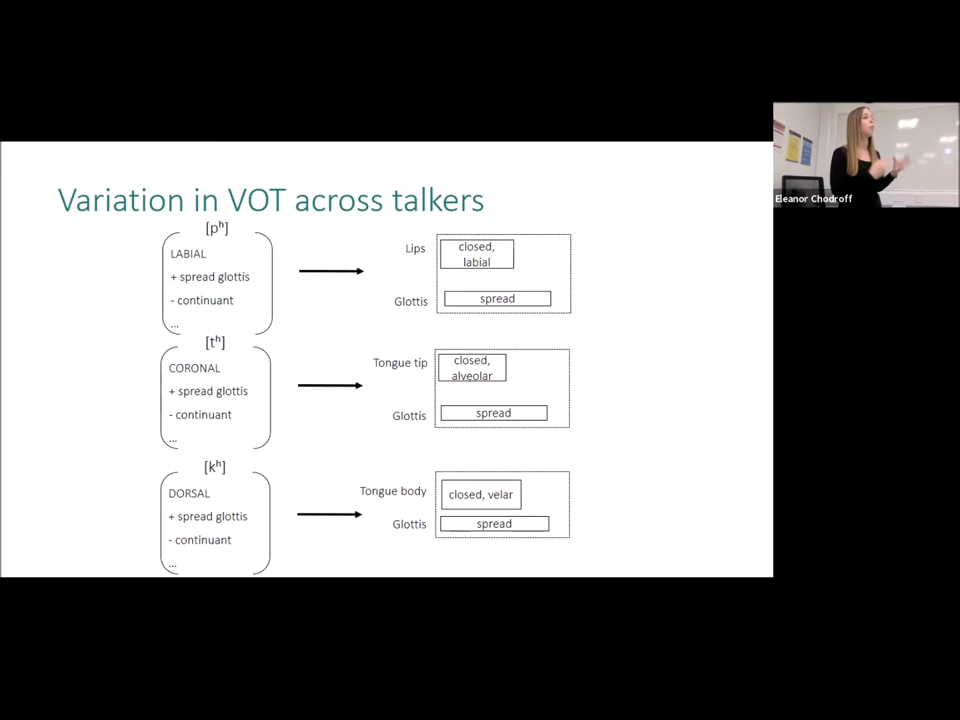 Variation in VOT across talkers
[pʰ]
LABIAL
+ spread glottis
- continuant
...
Lips
closed,
labial
Glottis
spread
[tʰ]
CORONAL
+ spread glottis
- continuant
...
Tongue tip
closed,
alveolar
Glottis
spread
[kʰ]
DORSAL
+ spread glottis
- continuant
...
Tongue body
closed, velar
Glottis
spread
Eleanor Chodroff